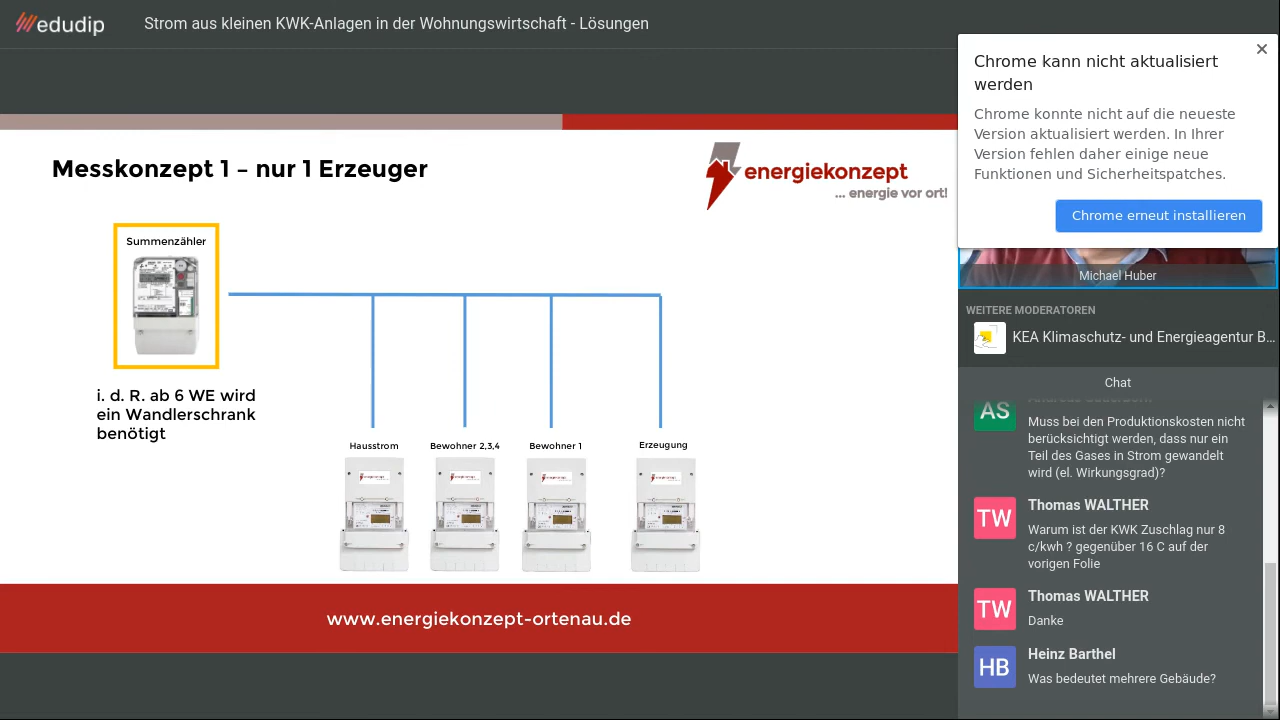 edudip
Strom aus kleinen KWK-Anlagen in der Wohnungswirtschaft - Lösungen
Chrome kann nicht aktualisiert
werden
Chrome konnte nicht auf die neueste
Version aktualisiert werden. In Ihrer
Version fehlen daher einige neue
Funktionen und Sicherheitspatches.
Chrome erneut installieren
Messkonzept 1 – nur 1 Erzeuger
energiekonzept
... energie vor ort!
Summenzähler
i. d. R. ab 6 WE wird
ein Wandlerschrank
benötigt
Hausstrom
Bewohner 2,3,4
Bewohner 1
Erzeugung
www.energiekonzept-ortenau.de
Michael Huber
WEITERE MODERATOREN
KEA Klimaschutz- und Energieagentur B...
Chat
AS
Muss bei den Produktionskosten nicht
berücksichtigt werden, dass nur ein
Teil des Gases in Strom gewandelt
wird (el. Wirkungsgrad)?
TW
Thomas WALTHER
Warum ist der KWK Zuschlag nur 8
c/kwh ? gegenüber 16 C auf der
vorigen Folie
TW
Thomas WALTHER
Danke
HB
Heinz Barthel
Was bedeutet mehrere Gebäude?